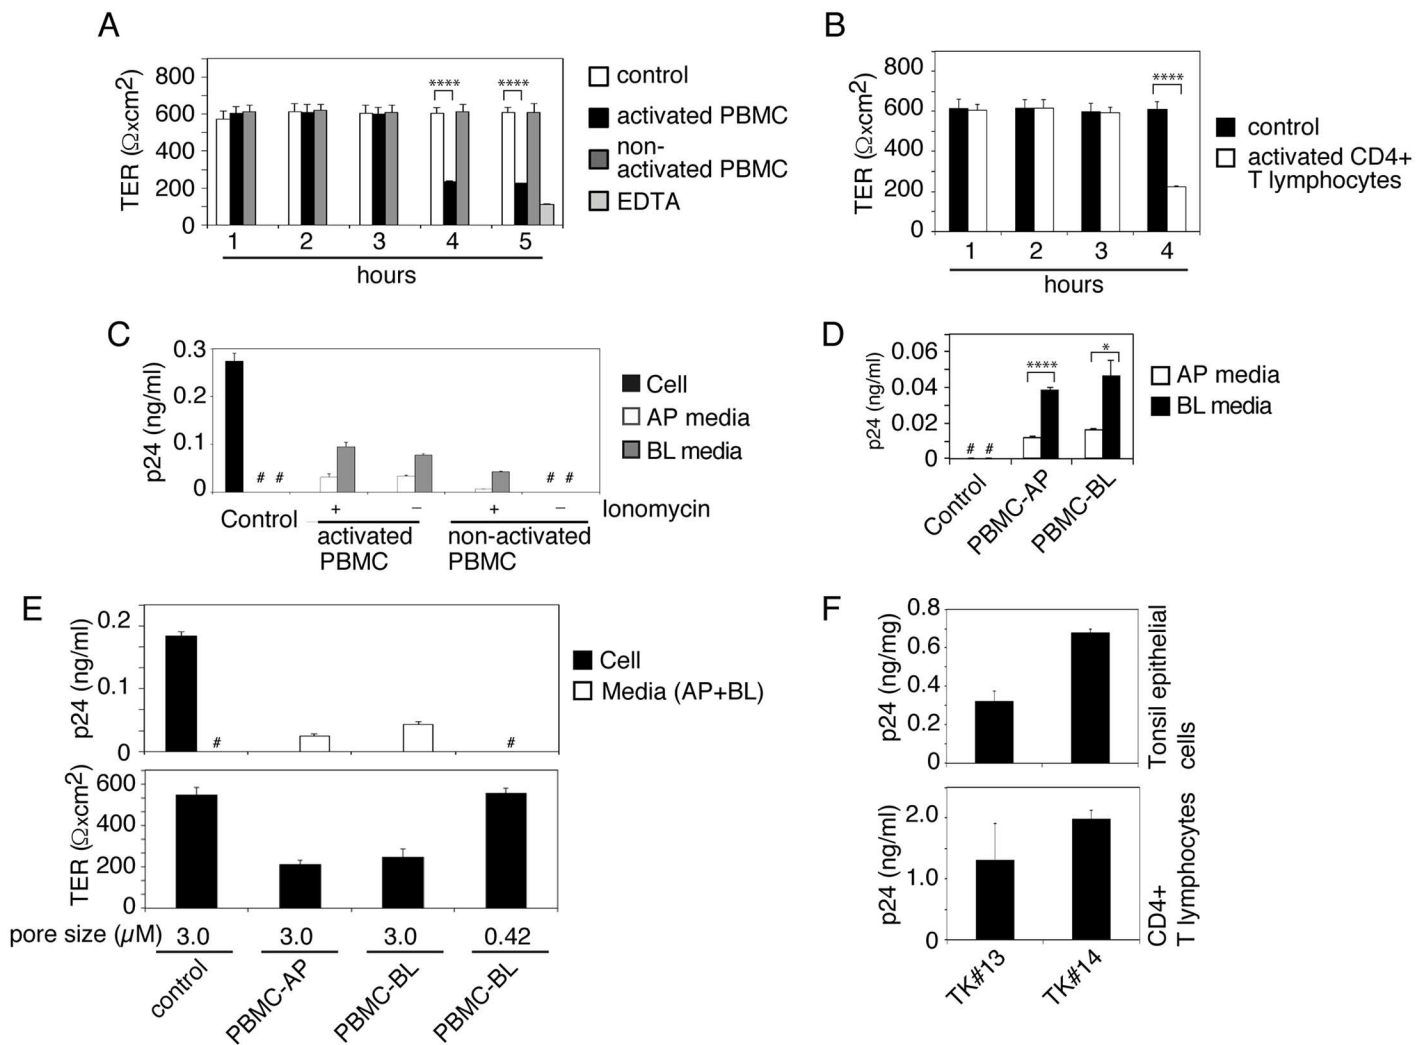 A
TER (Ωxcm2)
800
600
400
200
0
****
****
1 2 3 4 5
hours
control
activated PBMC
non-
activated PBMC
EDTA
B
TER (Ωxcm2)
800
600
400
200
0
****
1 2 3 4
hours
control
activated CD4+
T lymphocytes
C
p24 (ng/ml)
0.3
0.2
0.1
0
# #
# #
Cell
AP media
BL media
+ – + – Ionomycin
Control
activated
PBMC
non-activated
PBMC
D
p24 (ng/ml)
0.06
0.04
0.02
0
# #
****
*
AP media
BL media
Control
PBMC-AP
PBMC-BL
E
p24 (ng/ml)
0.2
0.1
0
#
#
Cell
Media (AP+BL)
TER (Ωxcm2)
600
400
200
0
pore size (µM) 3.0 3.0 3.0 0.42
control
PBMC-AP
PBMC-BL
PBMC-BL
F
p24 (ng/mg)
0.8
0.6
0.4
0.2
0
Tonsil epithelial
cells
p24 (ng/ml)
2.0
1.0
0
CD4+
T lymphocytes
TK#13
TK#14